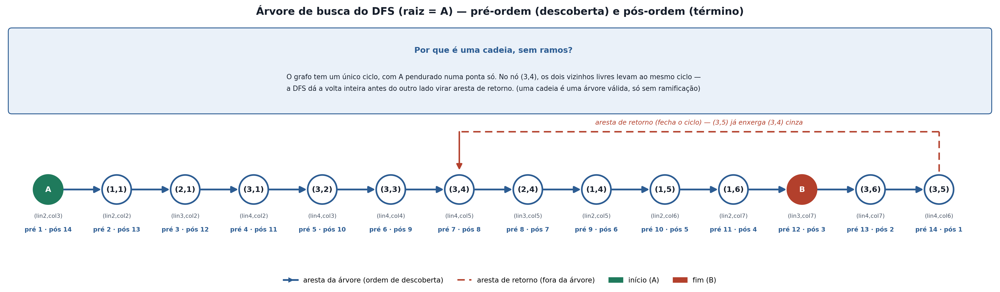 Árvore de busca do DFS (raiz = A) — pré-ordem (descoberta) e pós-ordem (término)
Por que é uma cadeia, sem ramos?
O grafo tem um único ciclo, com A pendurado numa ponta só. No nó (3,4), os dois vizinhos livres levam ao mesmo ciclo —
a DFS dá a volta inteira antes do outro lado virar aresta de retorno. (uma cadeia é uma árvore válida, só sem ramificação)
aresta de retorno (fecha o ciclo) — (3,5) já enxerga (3,4) cinza
A (1,1) (2,1) (3,1) (3,2) (3,3) (3,4) (2,4) (1,4) (1,5) (1,6) B (3,6) (3,5)
(lin2,col3) (lin2,col2) (lin3,col2) (lin4,col2) (lin4,col3) (lin4,col4) (lin4,col5) (lin3,col5) (lin2,col5) (lin2,col6) (lin2,col7) (lin3,col7) (lin4,col7) (lin4,col6)
pré 1 · pós 14 pré 2 · pós 13 pré 3 · pós 12 pré 4 · pós 11 pré 5 · pós 10 pré 6 · pós 9 pré 7 · pós 8 pré 8 · pós 7 pré 9 · pós 6 pré 10 · pós 5 pré 11 · pós 4 pré 12 · pós 3 pré 13 · pós 2 pré 14 · pós 1
aresta da árvore (ordem de descoberta) aresta de retorno (fora da árvore) início (A) fim (B)